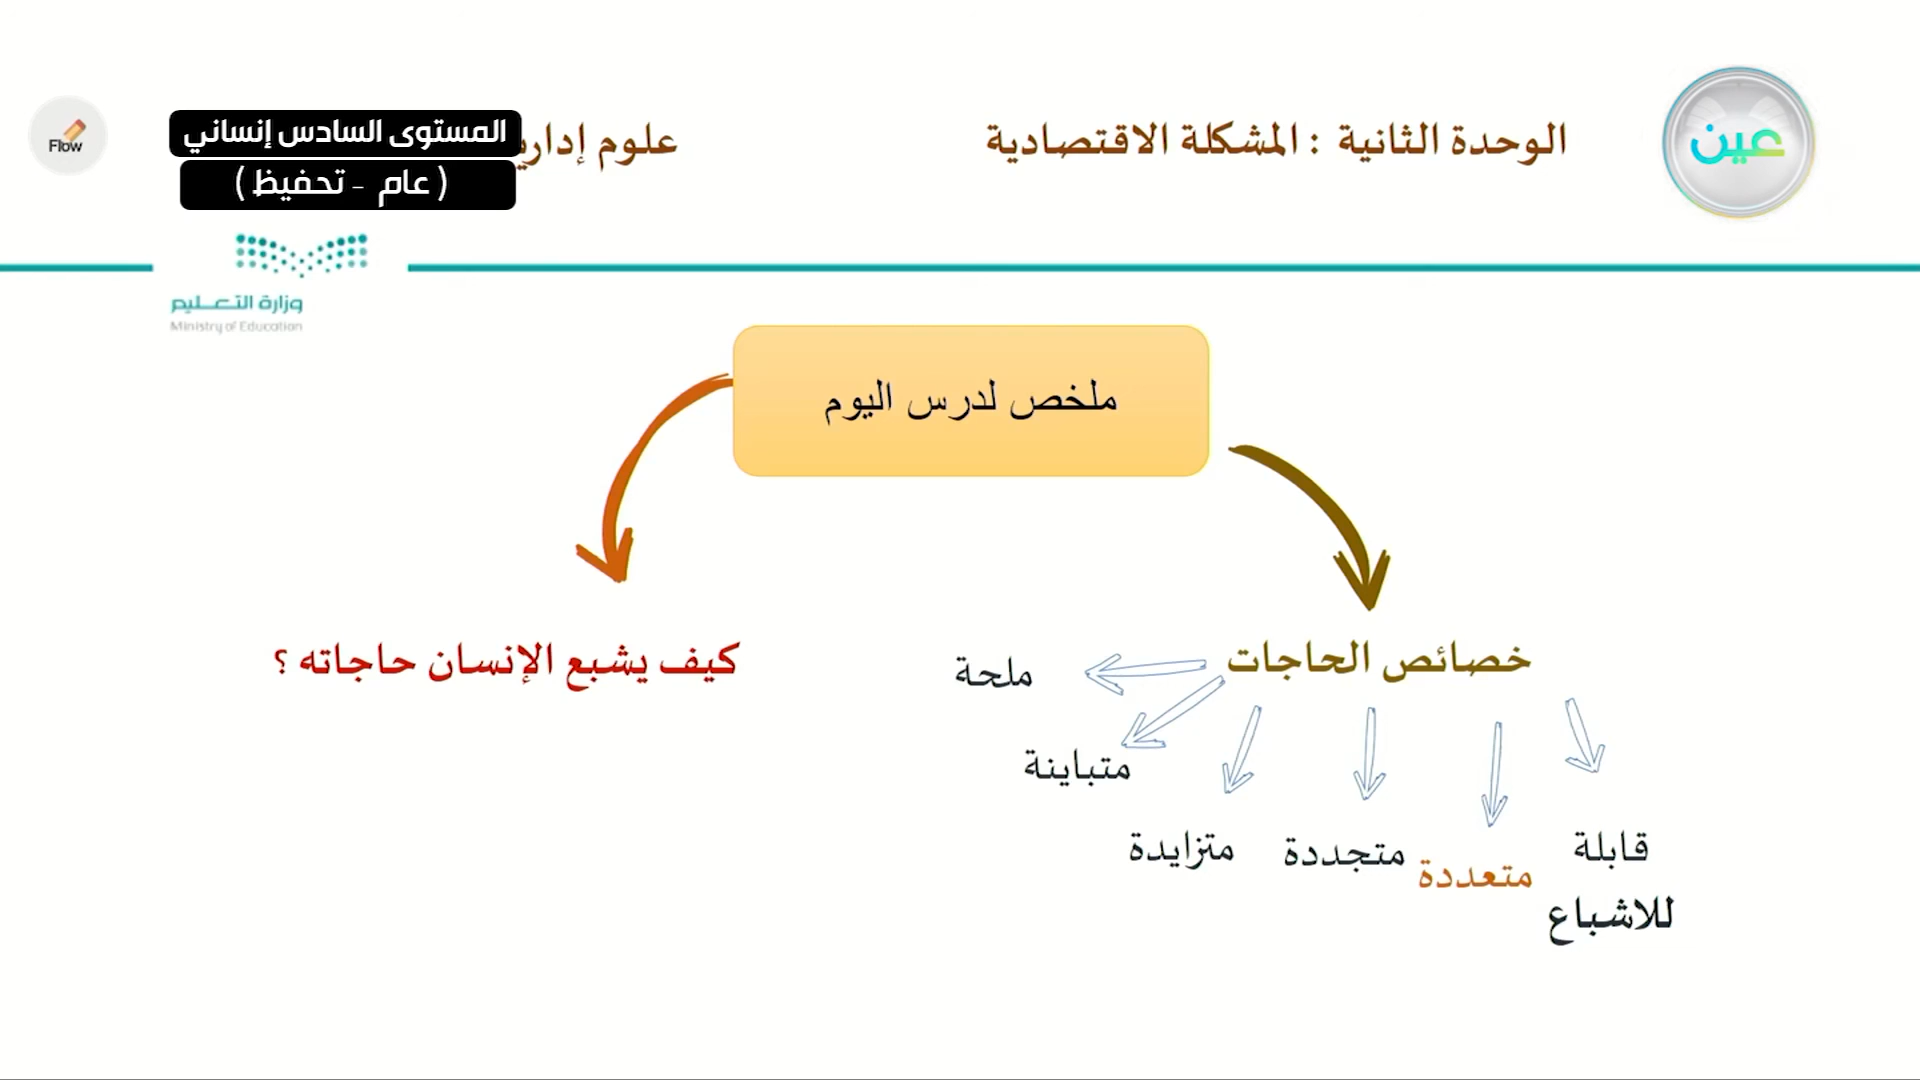 عين
الوحدة الثانية : المشكلة الاقتصادية
علوم إداري
المستوى السادس إنساني
( عام - تحفيظ )
Flow
وزارة التعليم
Ministry of Education
ملخص لدرس اليوم
خصائص الحاجات
كيف يشبع الإنسان حاجاته ؟
ملحة
متباينة
متزايدة
متجددة
متعددة
قابلة
للاشباع